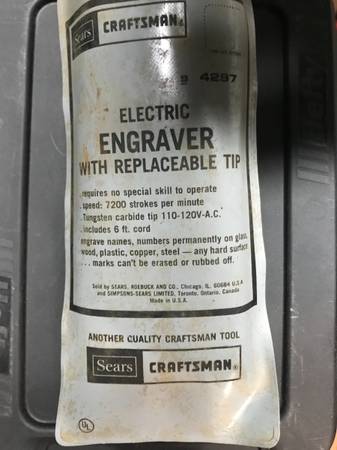 Sears CRAFTSMAN
9 4297
ELECTRIC
ENGRAVER
WITH REPLACEABLE TIP
. requires no special skill to operate
. speed: 7200 strokes per minute
. Tungsten carbide tip 110-120V-A.C.
. includes 6 ft. cord
engrave names, numbers permanently on glass,
wood, plastic, copper, steel — any hard surface
... marks can't be erased or rubbed off.
Sold by SEARS, ROEBUCK AND CO., Chicago, IL. 60684 U.S.A.
and SIMPSONS-SEARS LIMITED, Toronto, Ontario, Canada
Made in U.S.A.
ANOTHER QUALITY CRAFTSMAN TOOL
Sears CRAFTSMAN®
UL